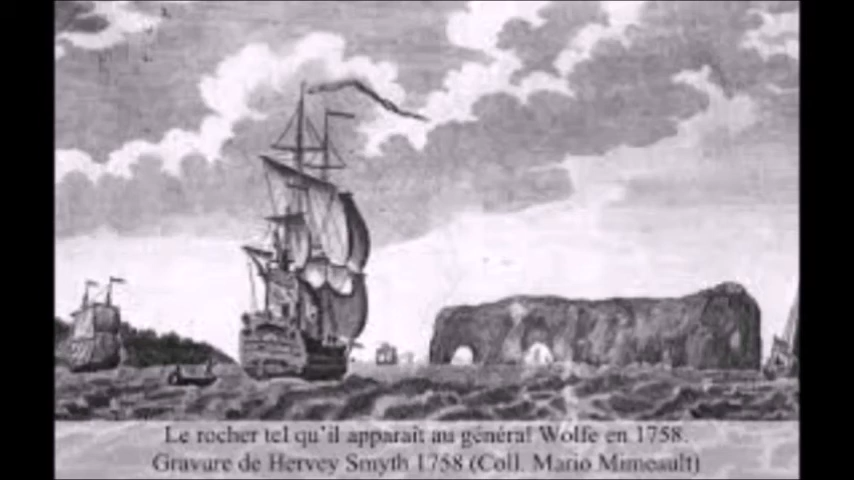 Le rocher tel qu'il apparaît au général Wolfe en 1758.
Gravure de Hervey Smyth 1758 (Coll. Mario Mimeault)